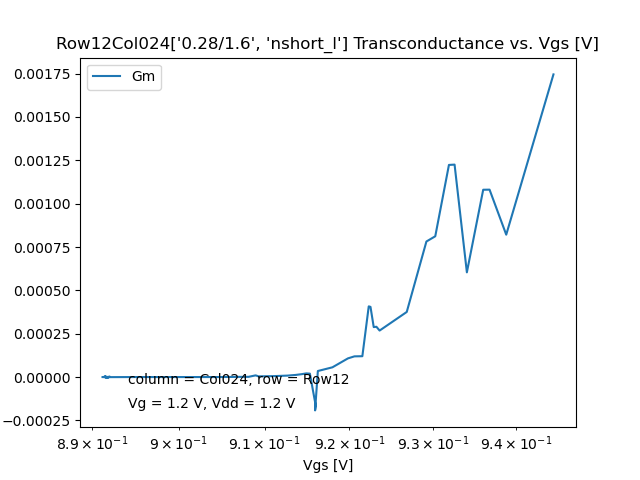 Row12Col024['0.28/1.6', 'nshort_l'] Transconductance vs. Vgs [V]
Gm
0.00175
0.00150
0.00125
0.00100
0.00075
0.00050
0.00025
0.00000
−0.00025
column = Col024, row = Row12
Vg = 1.2 V, Vdd = 1.2 V
8.9 × 10⁻¹ 9 × 10⁻¹ 9.1 × 10⁻¹ 9.2 × 10⁻¹ 9.3 × 10⁻¹ 9.4 × 10⁻¹
Vgs [V]